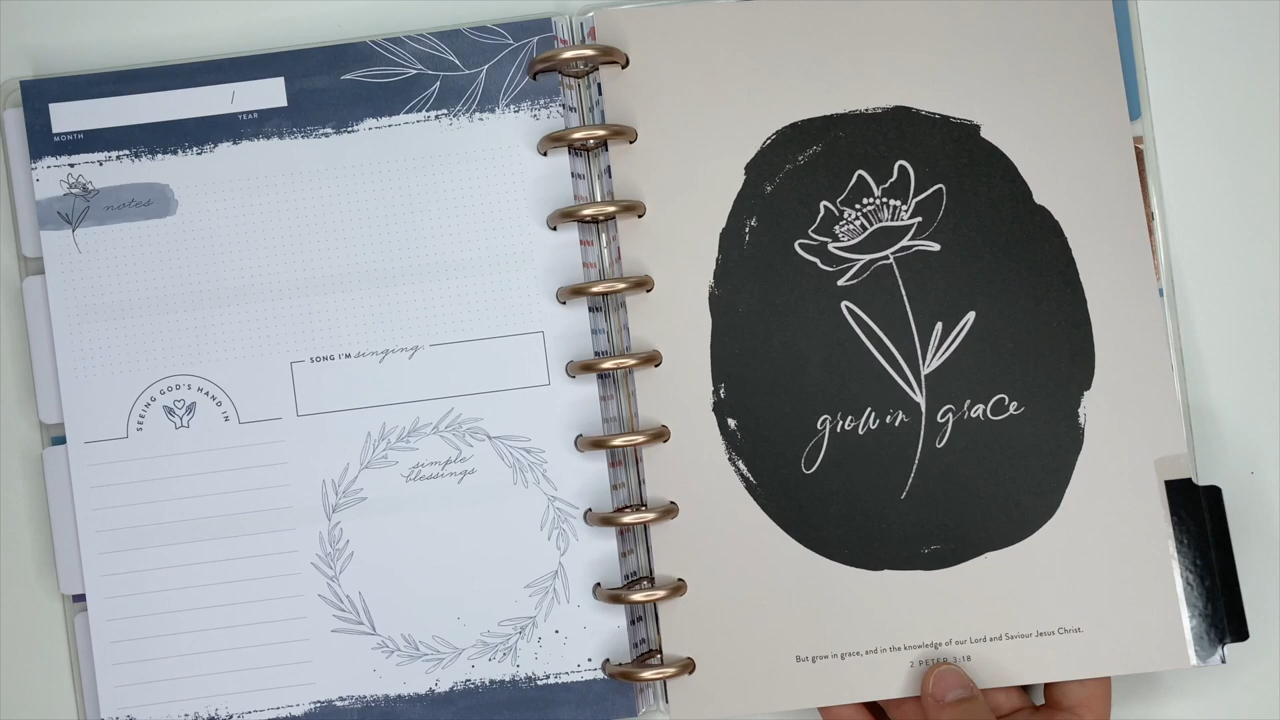 /
MONTH
YEAR
notes
SONG I'M singing:
SEEING GOD'S HAND IN
simple
blessings
grow in grace
But grow in grace, and in the knowledge of our Lord and Saviour Jesus Christ.
2 PETER 3:18